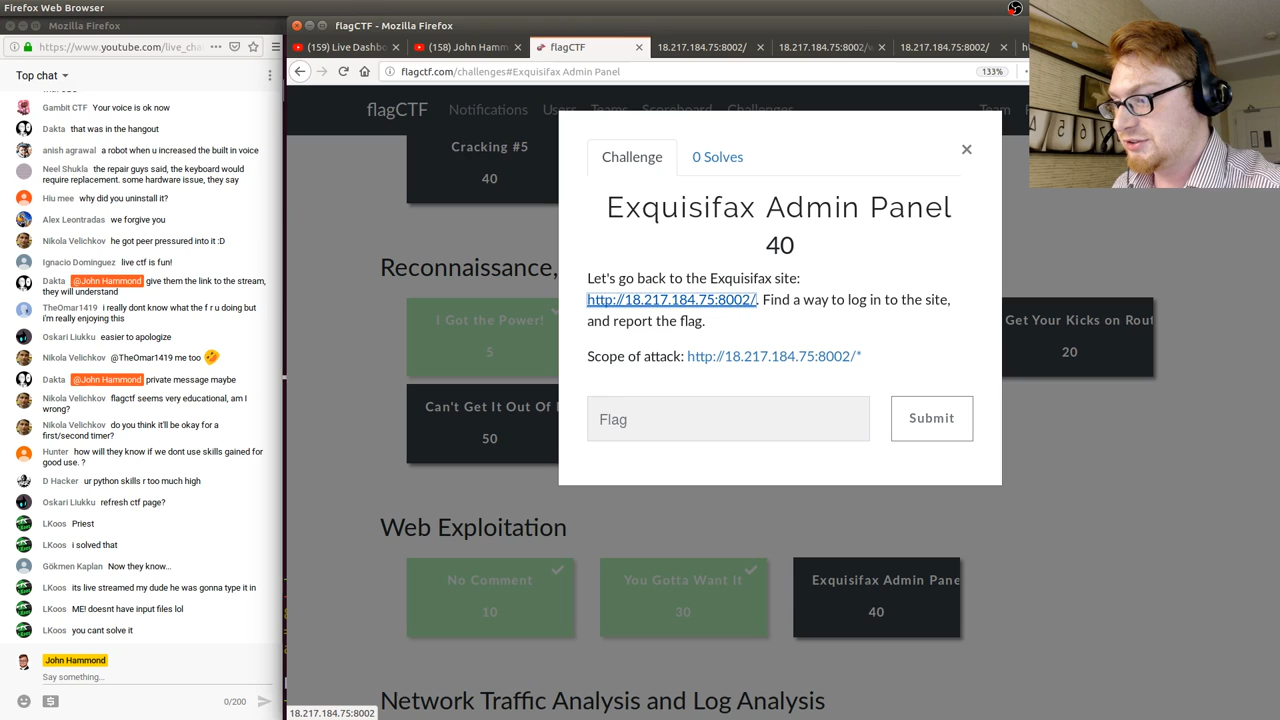 Firefox Web Browser
Mozilla Firefox
https://www.youtube.com/live_cha
Top chat
Gambit CTF Your voice is ok now
Dakta that was in the hangout
anish agrawal a robot when u increased the built in voice
Neel Shukla the repair guys said, the keyboard would
require replacement. some hardware issue, they say
Hiu mee why did you uninstall it?
Alex Leontradas we forgive you
Nikola Velichkov he got peer pressured into it :D
Ignacio Dominguez live ctf is fun!
Dakta @John Hammond give them the link to the stream,
they will understand
TheOmar1419 i really dont know what the f r u doing but
i'm really enjoying this
Oskari Liukku easier to apologize
Nikola Velichkov @TheOmar1419 me too
Dakta @John Hammond private message maybe
Nikola Velichkov flagctf seems very educational, am I
wrong?
Nikola Velichkov do you think it'll be okay for a
first/second timer?
Hunter how will they know if we dont use skills gained for
good use. ?
D Hacker ur python skills r too much high
Oskari Liukku refresh ctf page?
LKoos Priest
LKoos i solved that
Gökmen Kaplan Now they know...
LKoos its live streamed my dude he was gonna type it in
LKoos ME! doesnt have input files lol
LKoos you cant solve it
John Hammond
Say something...
0/200
flagCTF - Mozilla Firefox
(159) Live Dashbo
(158) John Hamm
flagCTF
18.217.184.75:8002/
18.217.184.75:8002/w
18.217.184.75:8002/
flagctf.com/challenges#Exquisifax Admin Panel
133%
flagCTF Notifications Users Teams Scoreboard Challenges Team
Cracking #5
40
Reconnaissance,
I Got the Power!
5
Get Your Kicks on Rout
20
Can't Get It Out Of
50
Challenge
0 Solves
×
Exquisifax Admin Panel
40
Let's go back to the Exquisifax site:
http://18.217.184.75:8002/. Find a way to log in to the site,
and report the flag.
Scope of attack: http://18.217.184.75:8002/*
Flag
Submit
Web Exploitation
No Comment
10
You Gotta Want It
30
Exquisifax Admin Pane
40
Network Traffic Analysis and Log Analysis
18.217.184.75:8002